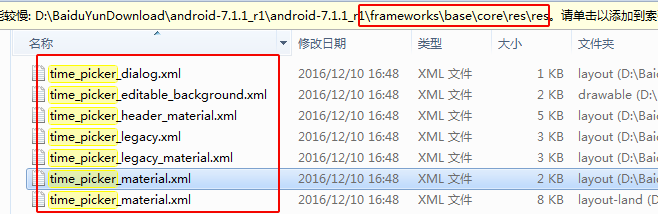 能较慢: D:\BaiduYunDownload\android-7.1.1_r1\android-7.1.1_r1\frameworks\base\core\res\res。请单击以添加到索
名称 修改日期 类型 大小 文件夹
time_picker_dialog.xml 2016/12/10 16:48 XML 文件 1 KB layout (D:\Baid
time_picker_editable_background.xml 2016/12/10 16:48 XML 文件 2 KB drawable (D:\Ba
time_picker_header_material.xml 2016/12/10 16:48 XML 文件 5 KB layout (D:\Baid
time_picker_legacy.xml 2016/12/10 16:48 XML 文件 3 KB layout (D:\Baid
time_picker_legacy_material.xml 2016/12/10 16:48 XML 文件 3 KB layout (D:\Baid
time_picker_material.xml 2016/12/10 16:48 XML 文件 2 KB layout (D:\Baid
time_picker_material.xml 2016/12/10 16:48 XML 文件 8 KB layout-land (D:\